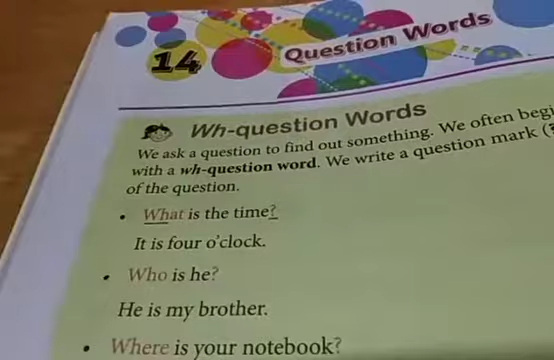 14
Question Words
Wh-question Words
We ask a question to find out something. We often begi
with a wh-question word. We write a question mark (?
of the question.
• What is the time?
It is four o'clock.
• Who is he?
He is my brother.
• Where is your notebook?